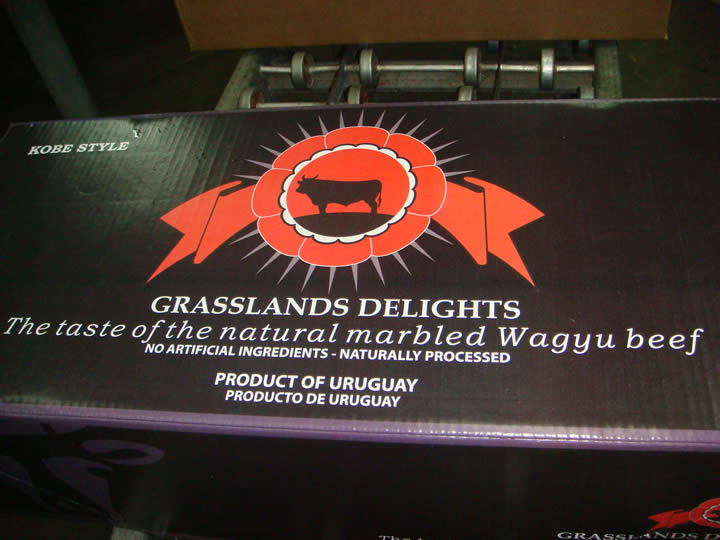 KOBE STYLE
GRASSLANDS DELIGHTS
The taste of the natural marbled Wagyu beef
NO ARTIFICIAL INGREDIENTS - NATURALLY PROCESSED
PRODUCT OF URUGUAY
PRODUCTO DE URUGUAY
GRASSLANDS D
The